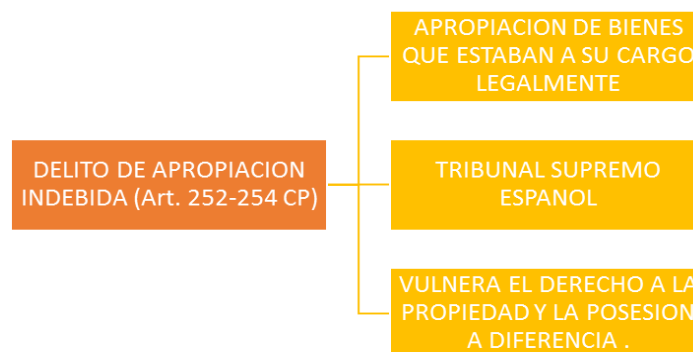 DELITO DE APROPIACION
INDEBIDA (Art. 252-254 CP)
APROPIACION DE BIENES
QUE ESTABAN A SU CARGO
LEGALMENTE
TRIBUNAL SUPREMO
ESPANOL
VULNERA EL DERECHO A LA
PROPIEDAD Y LA POSESION
A DIFERENCIA .